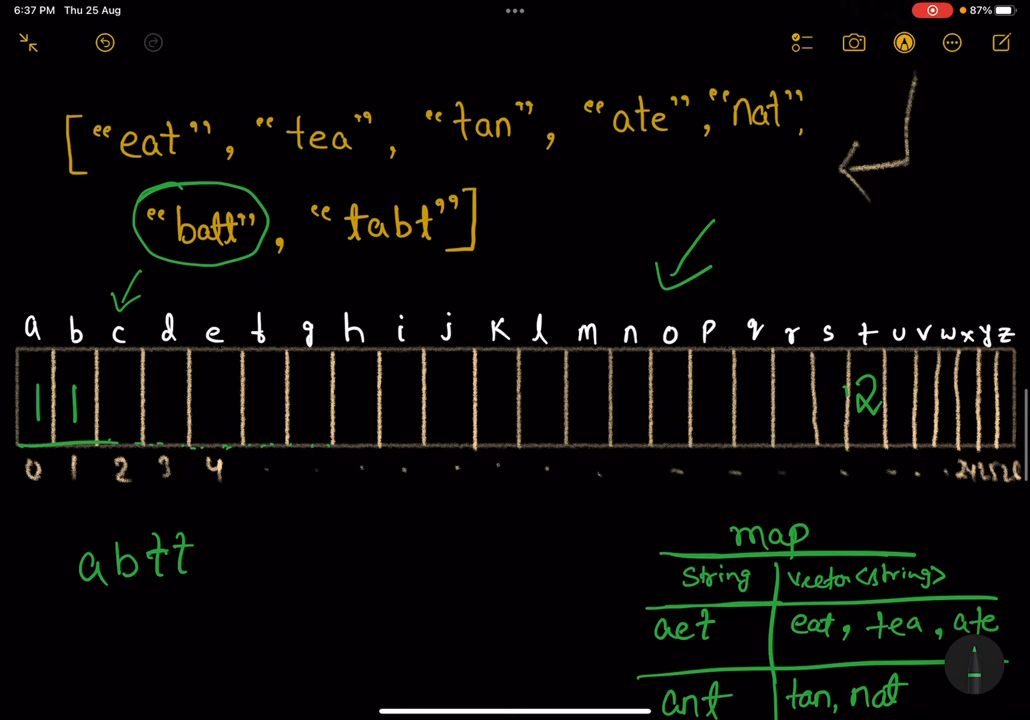 6:37 PM Thu 25 Aug
87%
["eat", "tea", "tan", "ate", "nat",
"batt", "tabt"]
a b c d e f g h i j k l m n o p q r s t u v w x y z
1 1 2
0 1 2 3 4 . . . . . . . . - - - - . . .
abtt
map
String vector<string>
aet eat, tea, ate
ant tan, nat